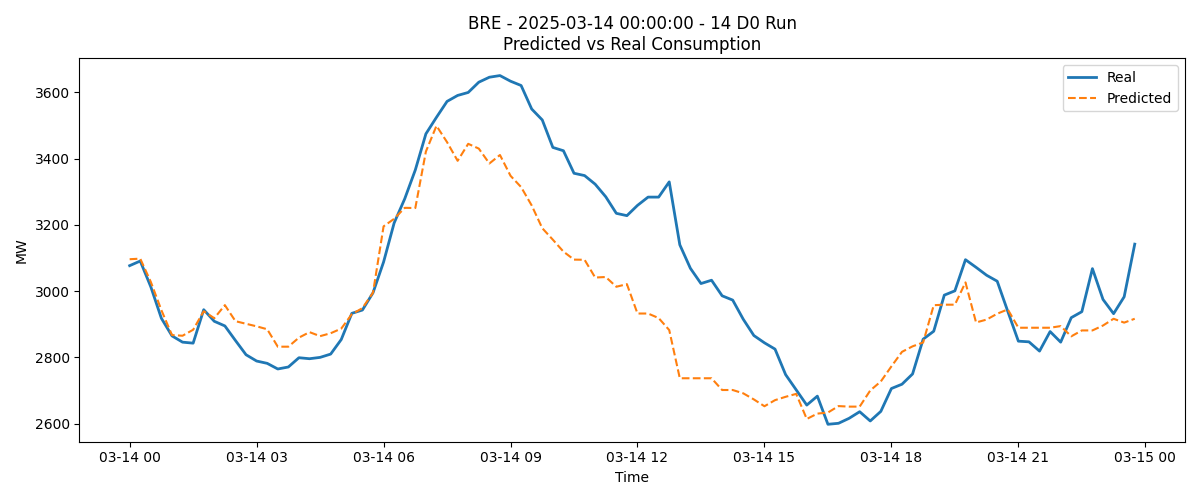 BRE - 2025-03-14 00:00:00 - 14 D0 Run
Predicted vs Real Consumption
Real
Predicted
MW
3600
3400
3200
3000
2800
2600
03-14 00
03-14 03
03-14 06
03-14 09
03-14 12
03-14 15
03-14 18
03-14 21
03-15 00
Time